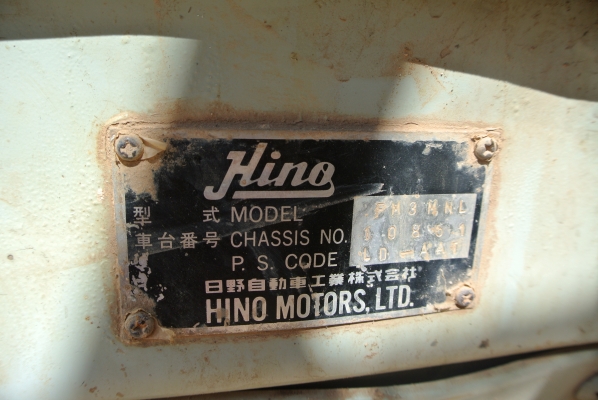 Hino
型 式 MODEL
車台番号 CHASSIS NO.
P. S. CODE
日野自動車工業株式会社
HINO MOTORS, LTD.